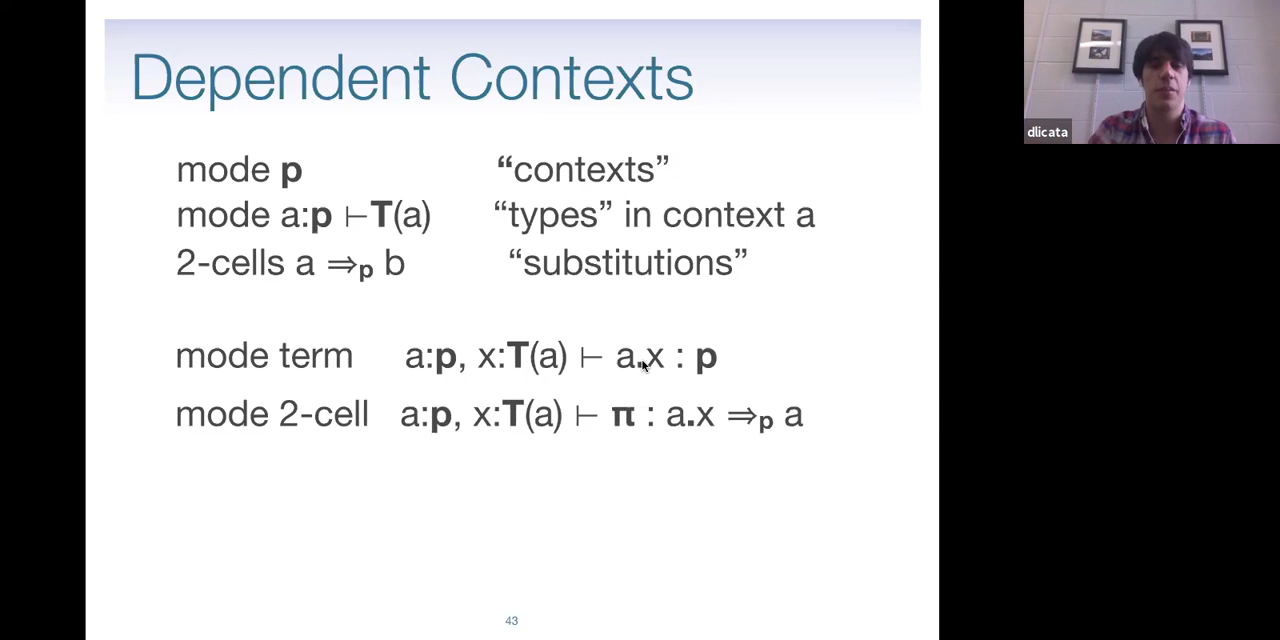 Dependent Contexts
mode p “contexts”
mode a:p ⊢T(a) “types” in context a
2-cells a ⇒p b “substitutions”
mode term a:p, x:T(a) ⊢ a.x : p
mode 2-cell a:p, x:T(a) ⊢ π : a.x ⇒p a
43
dlicata